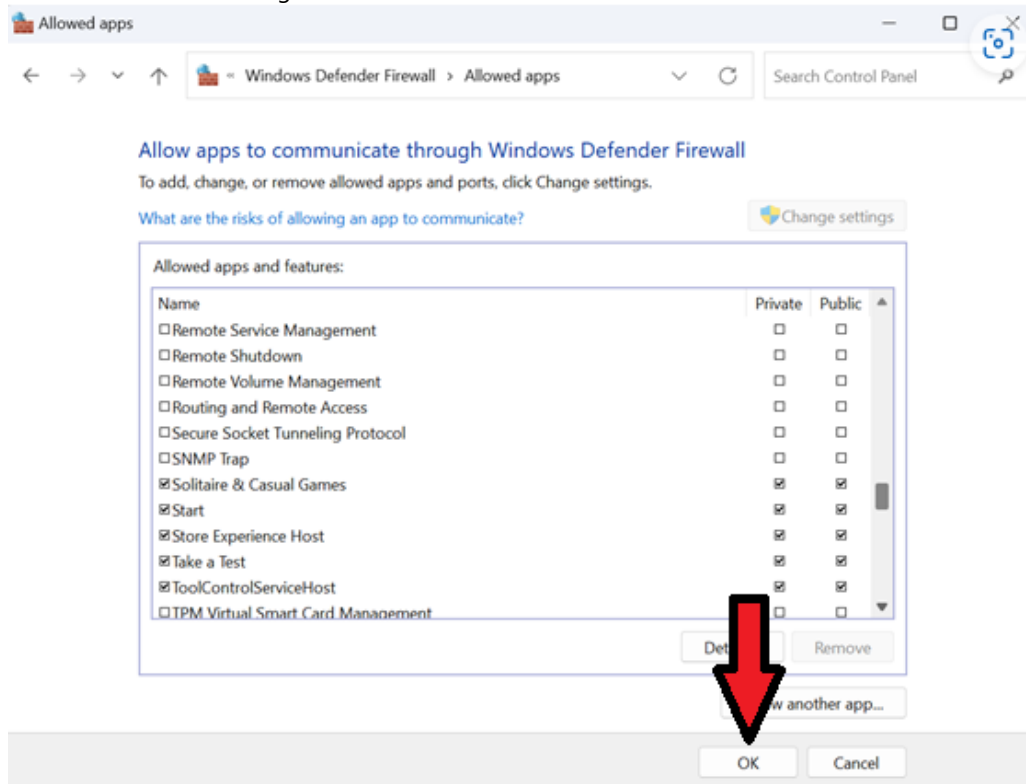 Allowed apps
« Windows Defender Firewall › Allowed apps
Search Control Panel
Allow apps to communicate through Windows Defender Firewall
To add, change, or remove allowed apps and ports, click Change settings.
What are the risks of allowing an app to communicate?
Change settings
Allowed apps and features:
Name Private Public
Remote Service Management
Remote Shutdown
Remote Volume Management
Routing and Remote Access
Secure Socket Tunneling Protocol
SNMP Trap
Solitaire & Casual Games
Start
Store Experience Host
Take a Test
ToolControlServiceHost
TPM Virtual Smart Card Management
Remove
another app...
OK Cancel